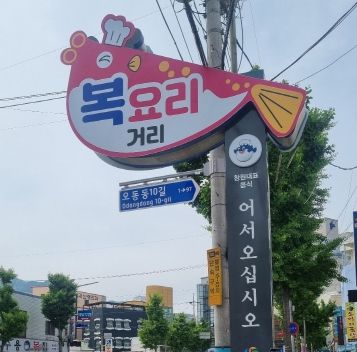 복요리
거리
오동동10길
Odongdong 10-gil
1→97
창원대표
음식
어서오십시오